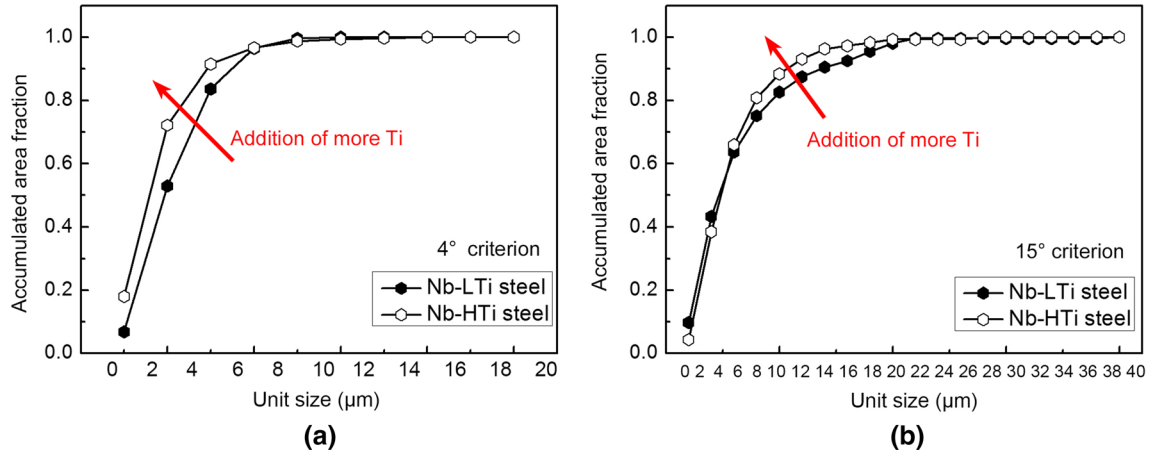 1.0
0.8
0.6
0.4
0.2
0.0
Accumulated area fraction
Addition of more Ti
4° criterion
Nb-LTi steel
Nb-HTi steel
0 2 4 6 8 10 12 14 16 18 20
Unit size (μm)
(a)
1.0
0.8
0.6
0.4
0.2
0.0
Accumulated area fraction
Addition of more Ti
15° criterion
Nb-LTi steel
Nb-HTi steel
0 2 4 6 8 10 12 14 16 18 20 22 24 26 28 30 32 34 36 38 40
Unit size (μm)
(b)